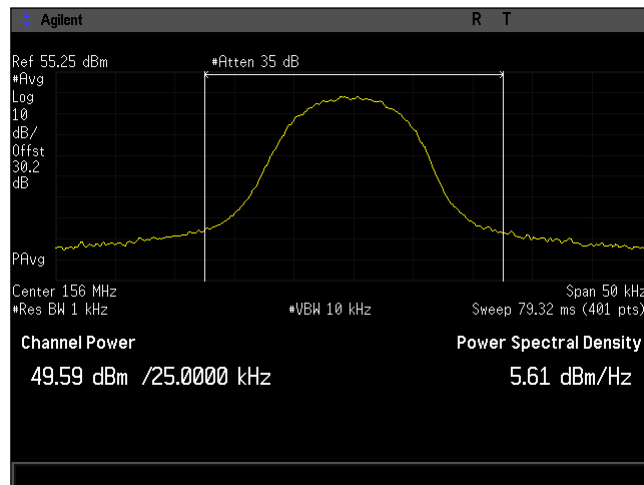 Agilent R T
Ref 55.25 dBm #Atten 35 dB
#Avg
Log
10
dB/
Offst
30.2
dB
PAvg
Center 156 MHz Span 50 kHz
#Res BW 1 kHz #VBW 10 kHz Sweep 79.32 ms (401 pts)
Channel Power Power Spectral Density
49.59 dBm /25.0000 kHz 5.61 dBm/Hz